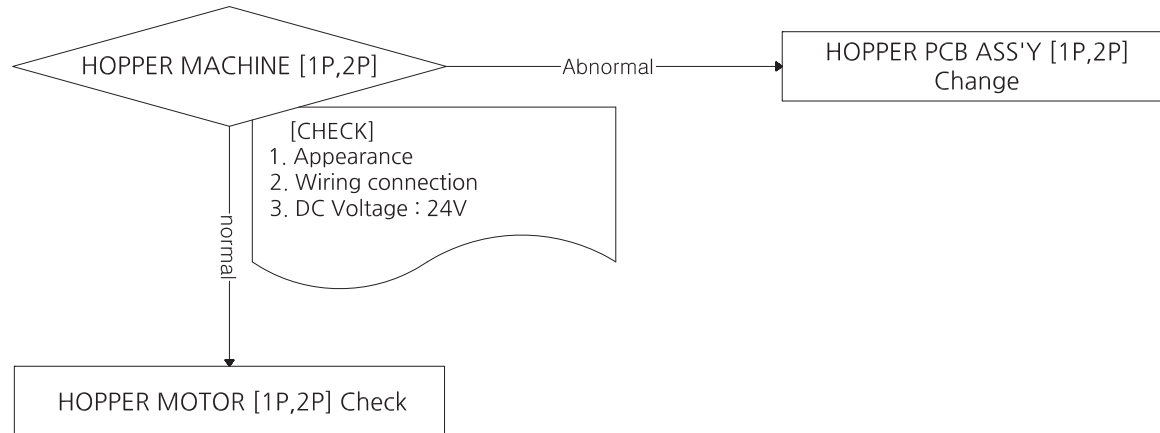 HOPPER MACHINE [1P,2P]
Abnormal
HOPPER PCB ASS'Y [1P,2P]
Change
[CHECK]
1. Appearance
2. Wiring connection
3. DC Voltage : 24V
normal
HOPPER MOTOR [1P,2P] Check